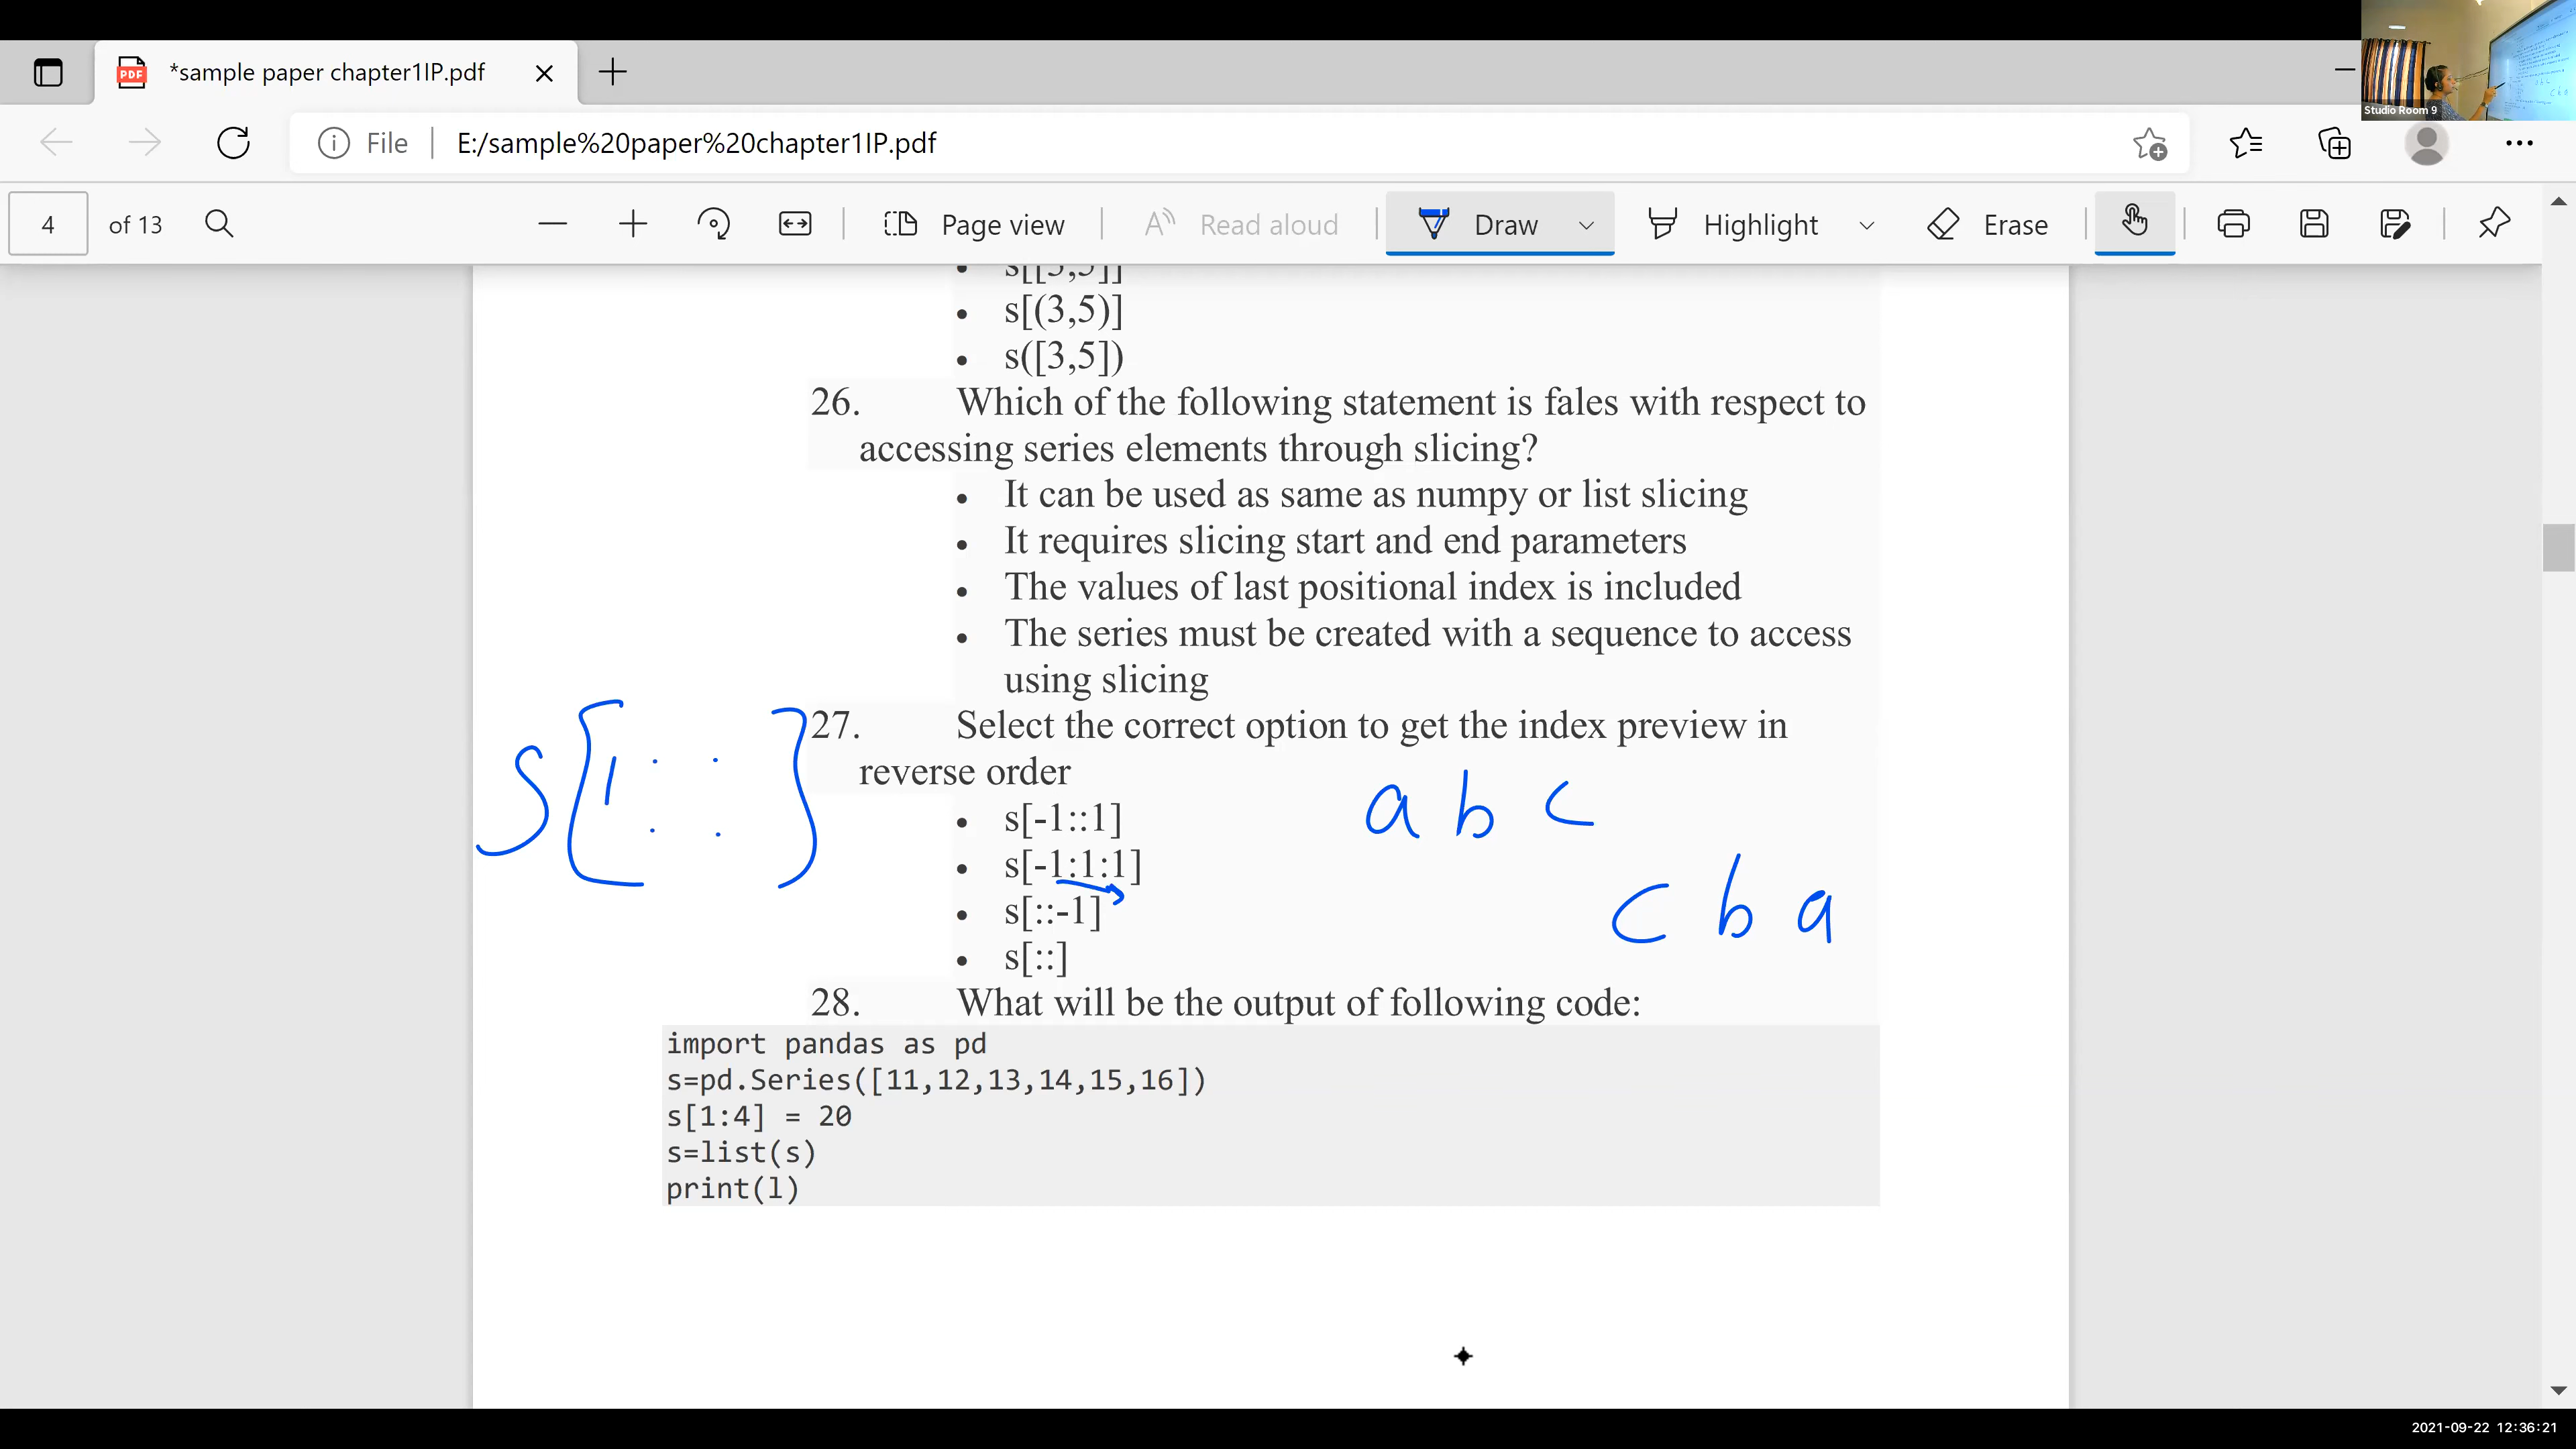 *sample paper chapter1IP.pdf
Studio Room 9
File
E:/sample%20paper%20chapter1IP.pdf
4 of 13
Page view
Read aloud
Draw
Highlight
Erase
s[[3,5]]
s[(3,5)]
s([3,5])
26. Which of the following statement is fales with respect to
accessing series elements through slicing?
It can be used as same as numpy or list slicing
It requires slicing start and end parameters
The values of last positional index is included
The series must be created with a sequence to access
using slicing
S[1: : ]
27. Select the correct option to get the index preview in
reverse order
s[-1::1]
a b c
s[-1:1:1]
s[::-1]
c b a
s[::]
28. What will be the output of following code:
import pandas as pd
s=pd.Series([11,12,13,14,15,16])
s[1:4] = 20
s=list(s)
print(l)
2021-09-22 12:36:21